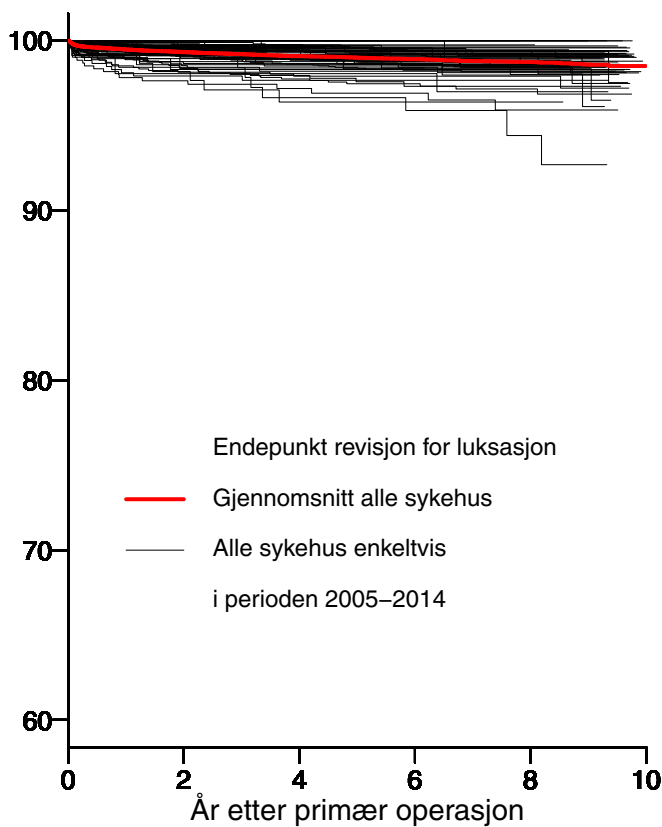 100
90
80
70
60
Endepunkt revisjon for luksasjon
Gjennomsnitt alle sykehus
Alle sykehus enkeltvis
i perioden 2005–2014
0 2 4 6 8 10
År etter primær operasjon